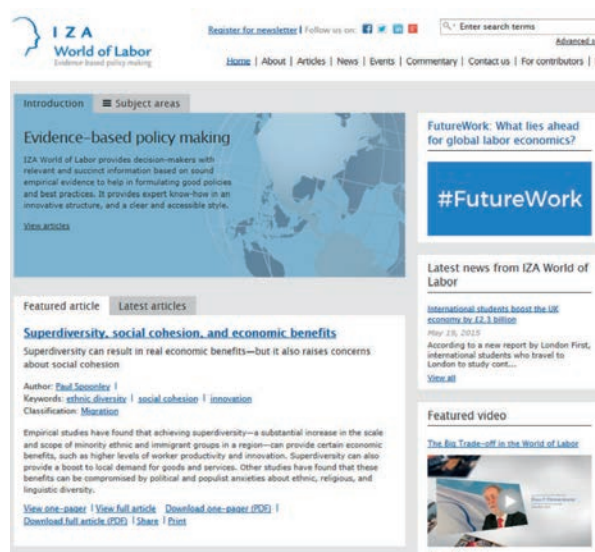 I Z A
World of Labor
Evidence-based policy making
Register for newsletter | Follow us on:
Enter search terms
Advanced s
Home | About | Articles | News | Events | Commentary | Contact us | For contributors |
Introduction
Subject areas
Evidence-based policy making
IZA World of Labor provides decision-makers with
relevant and succinct information based on sound
empirical evidence to help in formulating good policies
and best practices. It provides expert know-how in an
innovative structure, and a clear and accessible style.
View articles
Featured article
Latest articles
Superdiversity, social cohesion, and economic benefits
Superdiversity can result in real economic benefits—but it also raises concerns
about social cohesion
Author: Paul Spoonley |
Keywords: ethnic diversity | social cohesion | innovation
Classification: Migration
Empirical studies have found that achieving superdiversity—a substantial increase in the scale
and scope of minority ethnic and immigrant groups in a region—can provide certain economic
benefits, such as higher levels of worker productivity and innovation. Superdiversity can also
provide a boost to local demand for goods and services. Other studies have found that these
benefits can be compromised by political and populist anxieties about ethnic, religious, and
linguistic diversity.
View one-pager | View full article Download one-pager (PDF) |
Download full article (PDF) | Share | Print
FutureWork: What lies ahead
for global labor economics?
#FutureWork
Latest news from IZA World of
Labor
International students boost the UK
economy by £2.3 billion
May 19, 2015
According to a new report by London First,
international students who travel to
London to study cont...
View all
Featured video
The Big Trade-off in the World of Labor